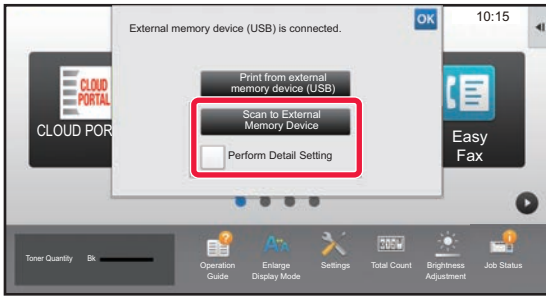 External memory device (USB) is connected.
OK
10:15
Print from external
memory device (USB)
CLOUD
PORTAL
Scan to External
Memory Device
CLOUD POR
Easy
Fax
Perform Detail Setting
Toner Quantity
Bk
Operation
Guide
Enlarge
Display Mode
Settings
Total Count
Brightness
Adjustment
Job Status